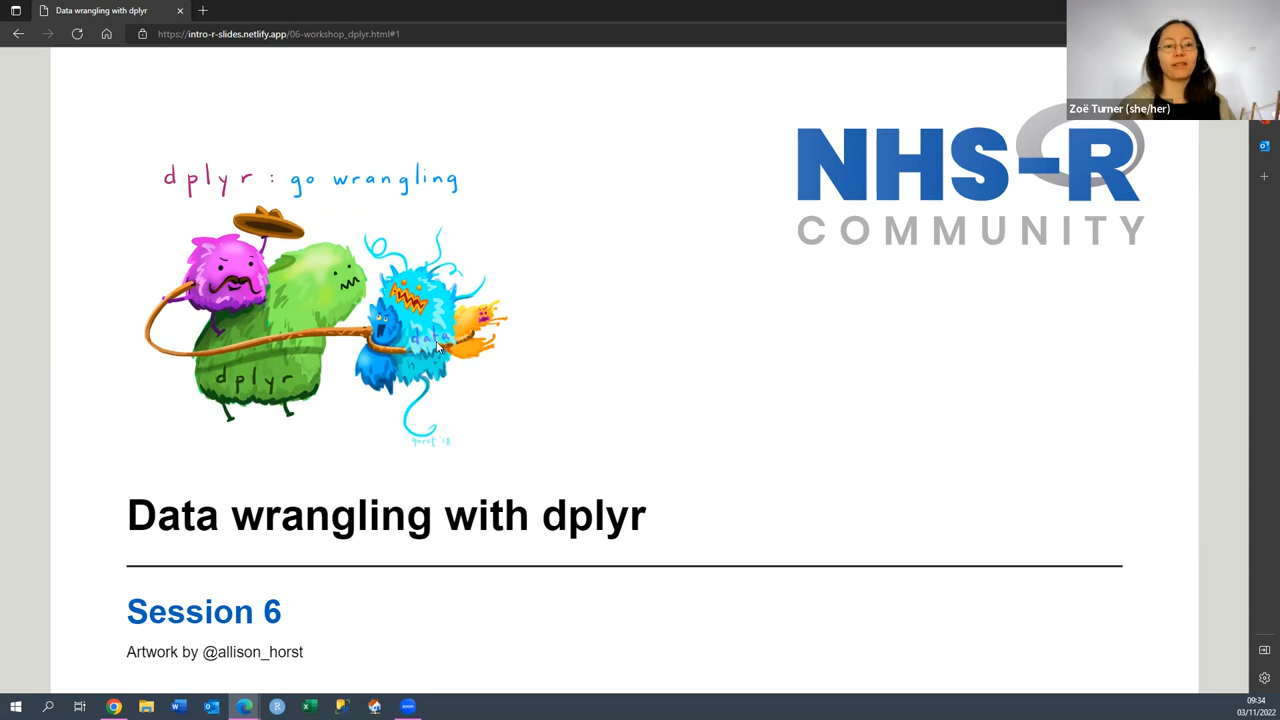 Data wrangling with dplyr
https://intro-r-slides.netlify.app/06-workshop_dplyr.html#1
Zoë Turner (she/her)
NHS-R
COMMUNITY
dplyr: go wrangling
data
dplyr
Data wrangling with dplyr
Session 6
Artwork by @allison_horst
09:34
03/11/2022